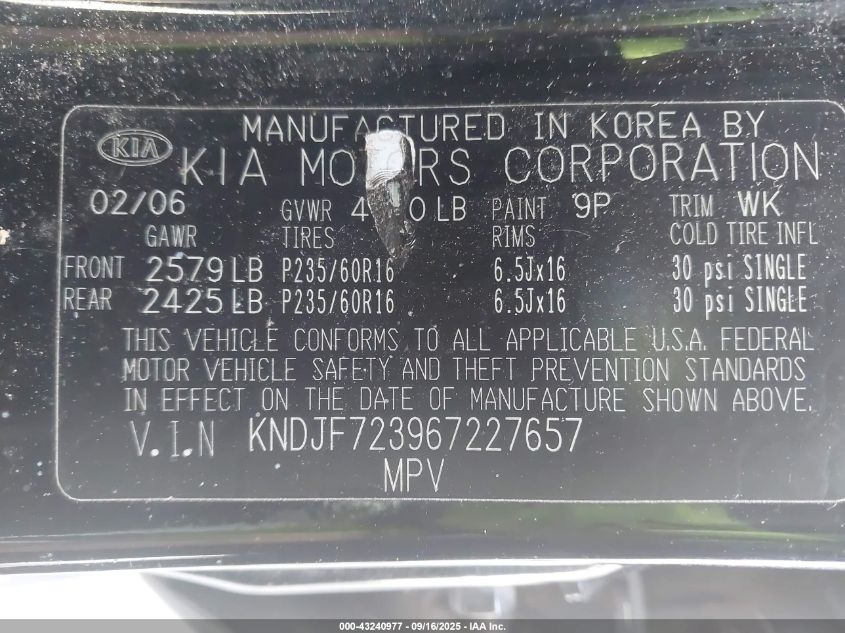 MANUFACTURED IN KOREA BY
KIA KIA MOTORS CORPORATION
02/06 GVWR LB PAINT 9P TRIM WK
GAWR TIRES RIMS COLD TIRE INFL
FRONT 2579 LB P235/60R16 6.5Jx16 30 psi SINGLE
REAR 2425 LB P235/60R16 6.5Jx16 30 psi SINGLE
THIS VEHICLE CONFORMS TO ALL APPLICABLE U.S.A. FEDERAL
MOTOR VEHICLE SAFETY AND THEFT PREVENTION STANDARDS
IN EFFECT ON THE DATE OF MANUFACTURE SHOWN ABOVE.
V.I.N KNDJF723967227657
MPV
000-43240977 - 09/16/2025 - IAA Inc.